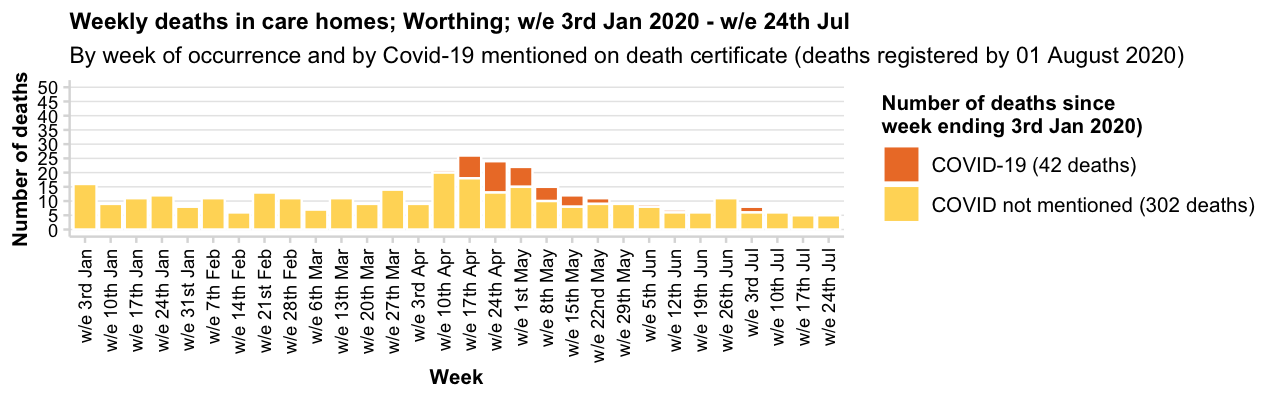 Weekly deaths in care homes; Worthing; w/e 3rd Jan 2020 - w/e 24th Jul
By week of occurrence and by Covid-19 mentioned on death certificate (deaths registered by 01 August 2020)
Number of deaths
50
45
40
35
30
25
20
15
10
5
0
w/e 3rd Jan
w/e 10th Jan
w/e 17th Jan
w/e 24th Jan
w/e 31st Jan
w/e 7th Feb
w/e 14th Feb
w/e 21st Feb
w/e 28th Feb
w/e 6th Mar
w/e 13th Mar
w/e 20th Mar
w/e 27th Mar
w/e 3rd Apr
w/e 10th Apr
w/e 17th Apr
w/e 24th Apr
w/e 1st May
w/e 8th May
w/e 15th May
w/e 22nd May
w/e 29th May
w/e 5th Jun
w/e 12th Jun
w/e 19th Jun
w/e 26th Jun
w/e 3rd Jul
w/e 10th Jul
w/e 17th Jul
w/e 24th Jul
Week
Number of deaths since
week ending 3rd Jan 2020)
COVID-19 (42 deaths)
COVID not mentioned (302 deaths)